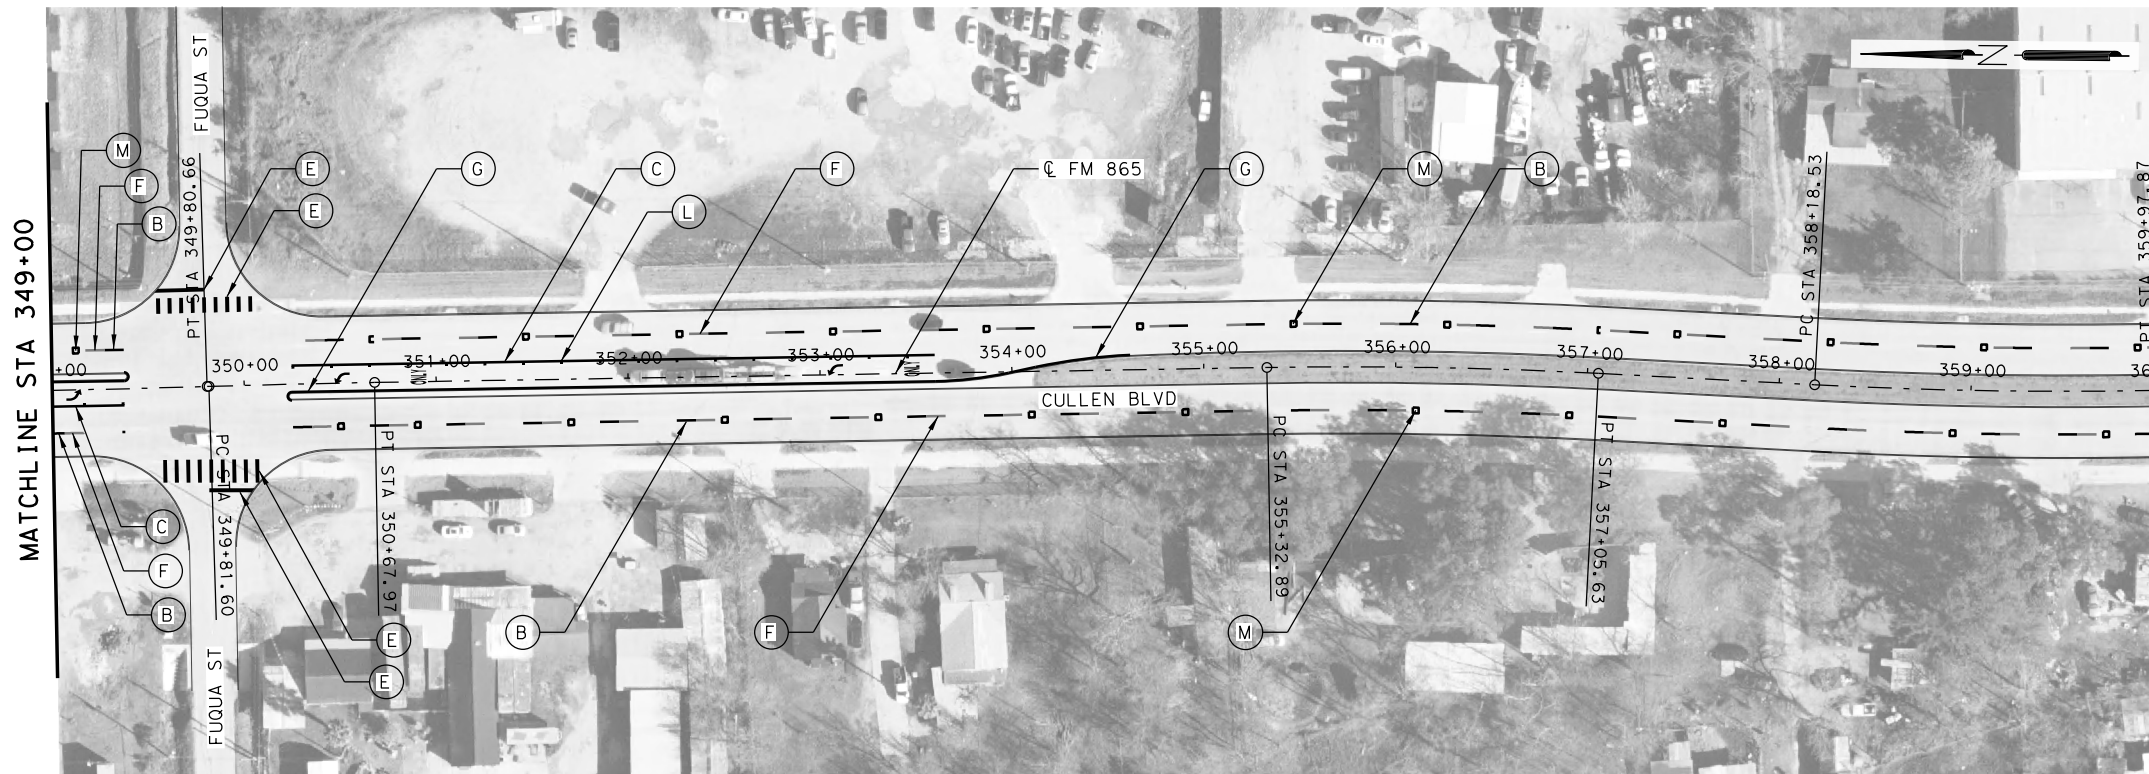 MATCHLINE STA 349+00
FUQUA ST
PT STA 349+80.66
M
F
B
E
E
G
C
L
F
℄ FM 865
G
M
B
PC STA 358+18.53
PT STA 359+97.87
N
+00
350+00
351+00
352+00
353+00
354+00
355+00
356+00
357+00
358+00
359+00
36
ONLY
ONLY
CULLEN BLVD
C
F
B
PC STA 349+81.60
FUQUA ST
E
E
PT STA 350+67.97
B
F
M
PC STA 355+32.89
PT STA 357+05.63